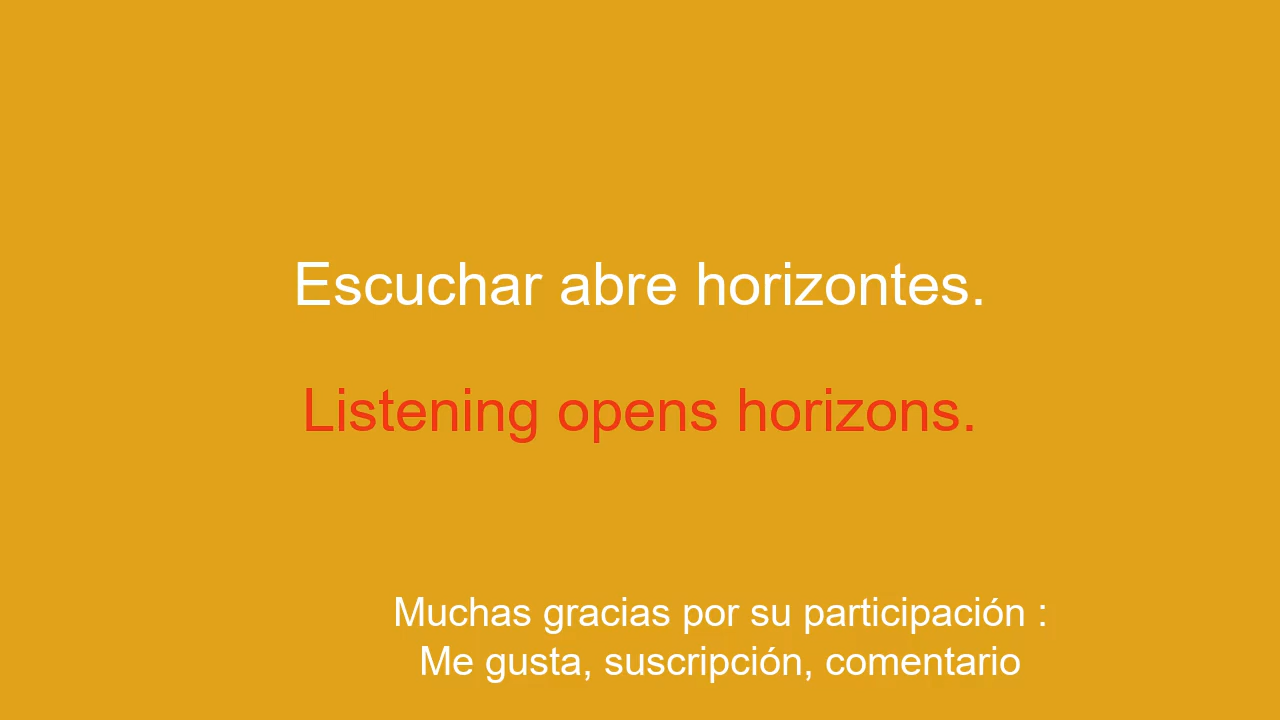 Escuchar abre horizontes.
Listening opens horizons.
Muchas gracias por su participación :
Me gusta, suscripción, comentario